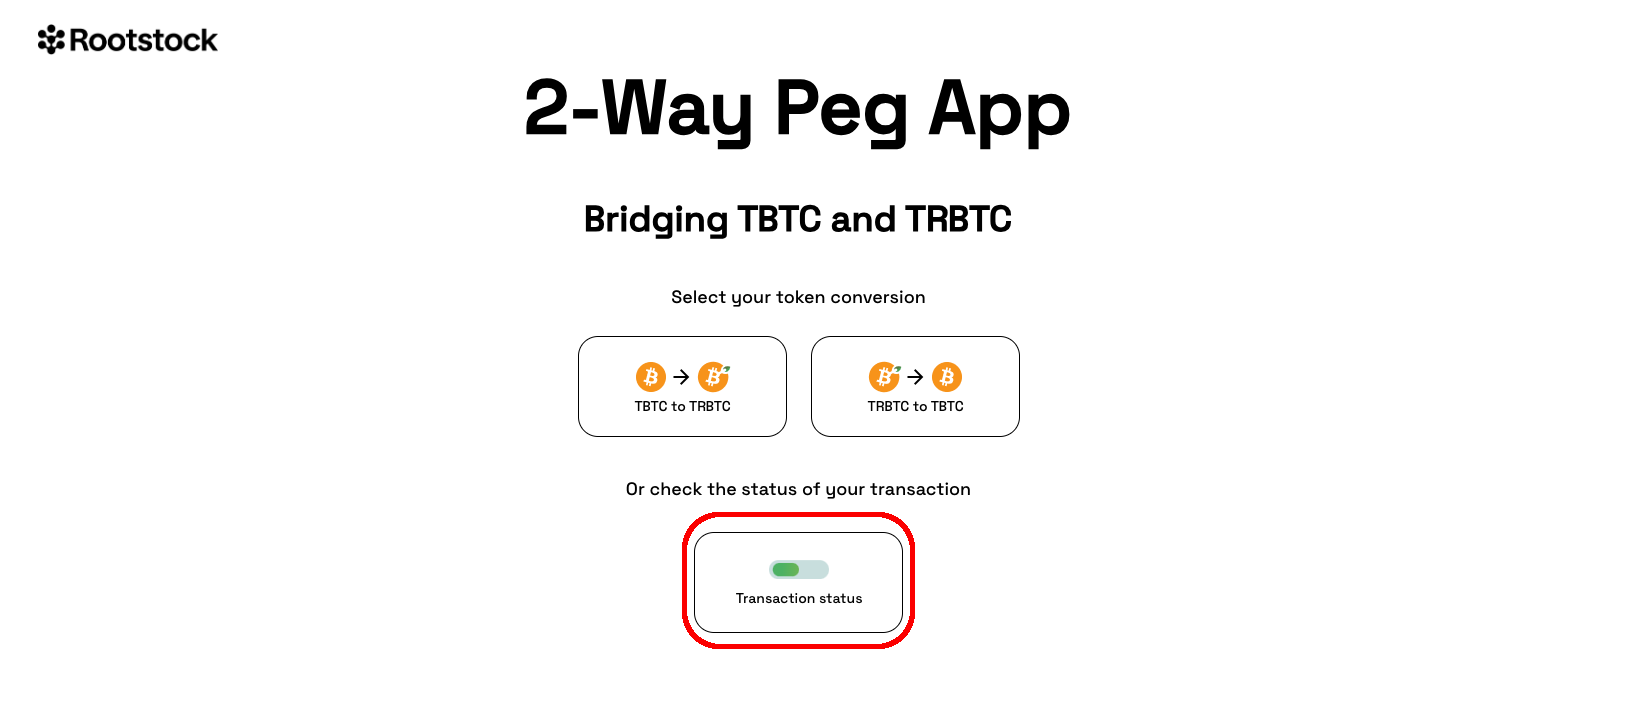 Rootstock
2-Way Peg App
Bridging TBTC and TRBTC
Select your token conversion
TBTC to TRBTC
TRBTC to TBTC
Or check the status of your transaction
Transaction status